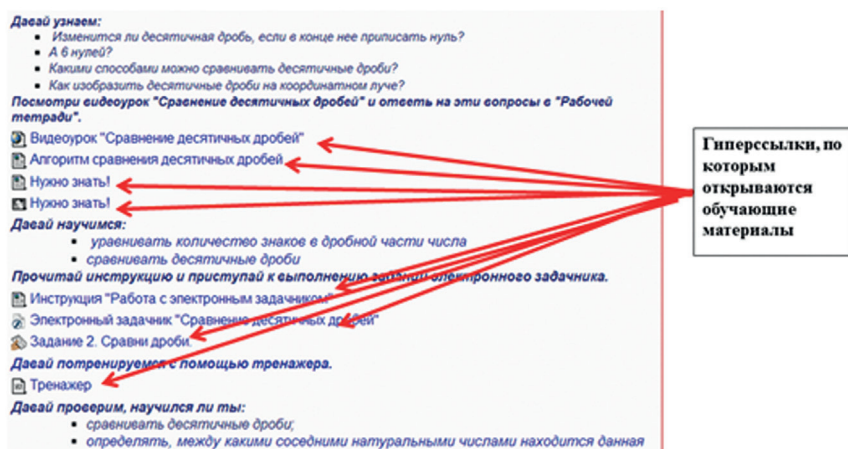 Давай узнаем:
Изменится ли десятичная дробь, если в конце нее приписать нуль?
А 6 нулей?
Какими способами можно сравнивать десятичные дроби?
Как изобразить десятичные дроби на координатном луче?
Посмотри видеоурок "Сравнение десятичных дробей" и ответь на эти вопросы в "Рабочей
тетради".
Видеоурок "Сравнение десятичных дробей"
Алгоритм сравнения десятичных дробей
Нужно знать!
Нужно знать!
Давай научимся:
уравнивать количество знаков в дробной части числа
сравнивать десятичные дроби
Прочитай инструкцию и приступай к выполнению заданий электронного задачника.
Инструкция "Работа с электронным задачником"
Электронный задачник "Сравнение десятичных дробей"
Задание 2. Сравни дроби.
Давай потренируемся с помощью тренажера.
Тренажер
Давай проверим, научился ли ты:
сравнивать десятичные дроби;
определять, между какими соседними натуральными числами находится данная
Гиперссылки, по
которым
открываются
обучающие
материалы